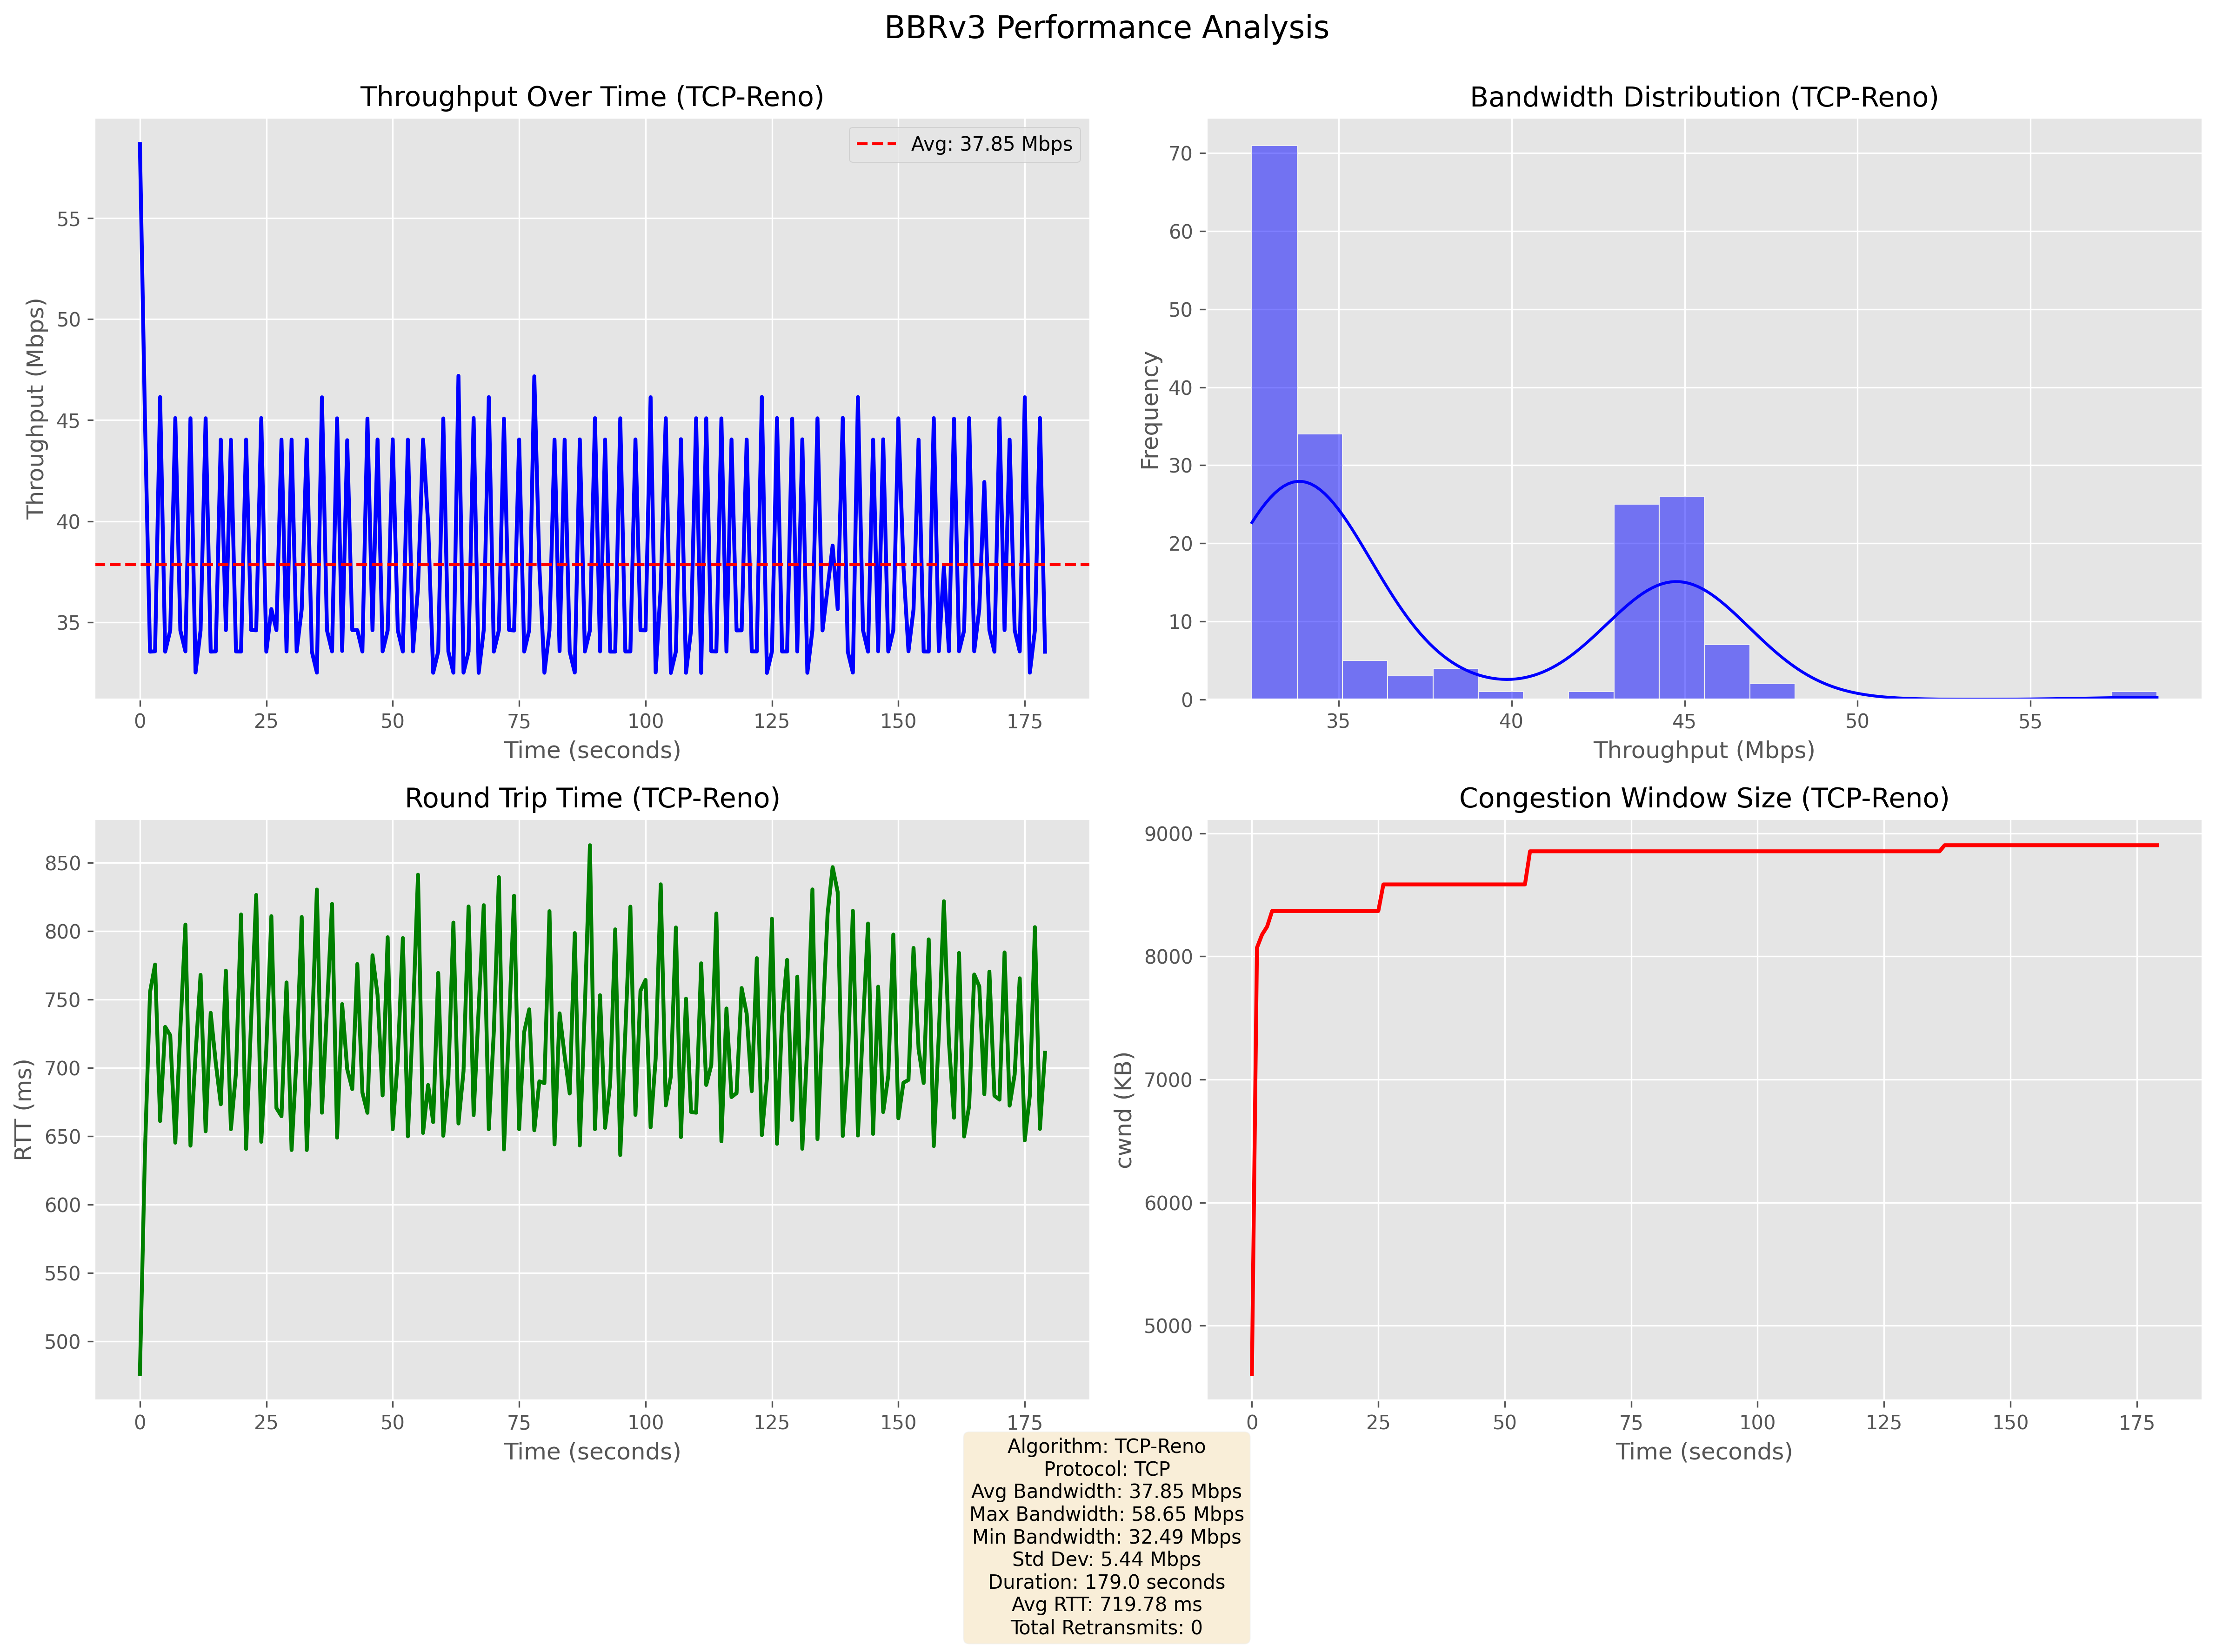 BBRv3 Performance Analysis
Throughput Over Time (TCP-Reno)
Avg: 37.85 Mbps
Throughput (Mbps)
55
50
45
40
35
0 25 50 75 100 125 150 175
Time (seconds)
Bandwidth Distribution (TCP-Reno)
Frequency
70
60
50
40
30
20
10
0
35 40 45 50 55
Throughput (Mbps)
Round Trip Time (TCP-Reno)
RTT (ms)
850
800
750
700
650
600
550
500
0 25 50 75 100 125 150 175
Time (seconds)
Congestion Window Size (TCP-Reno)
cwnd (KB)
9000
8000
7000
6000
5000
0 25 50 75 100 125 150 175
Time (seconds)
Algorithm: TCP-Reno
Protocol: TCP
Avg Bandwidth: 37.85 Mbps
Max Bandwidth: 58.65 Mbps
Min Bandwidth: 32.49 Mbps
Std Dev: 5.44 Mbps
Duration: 179.0 seconds
Avg RTT: 719.78 ms
Total Retransmits: 0